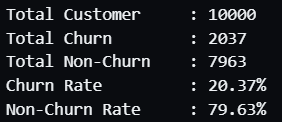 Total Customer : 10000
Total Churn : 2037
Total Non-Churn : 7963
Churn Rate : 20.37%
Non-Churn Rate : 79.63%